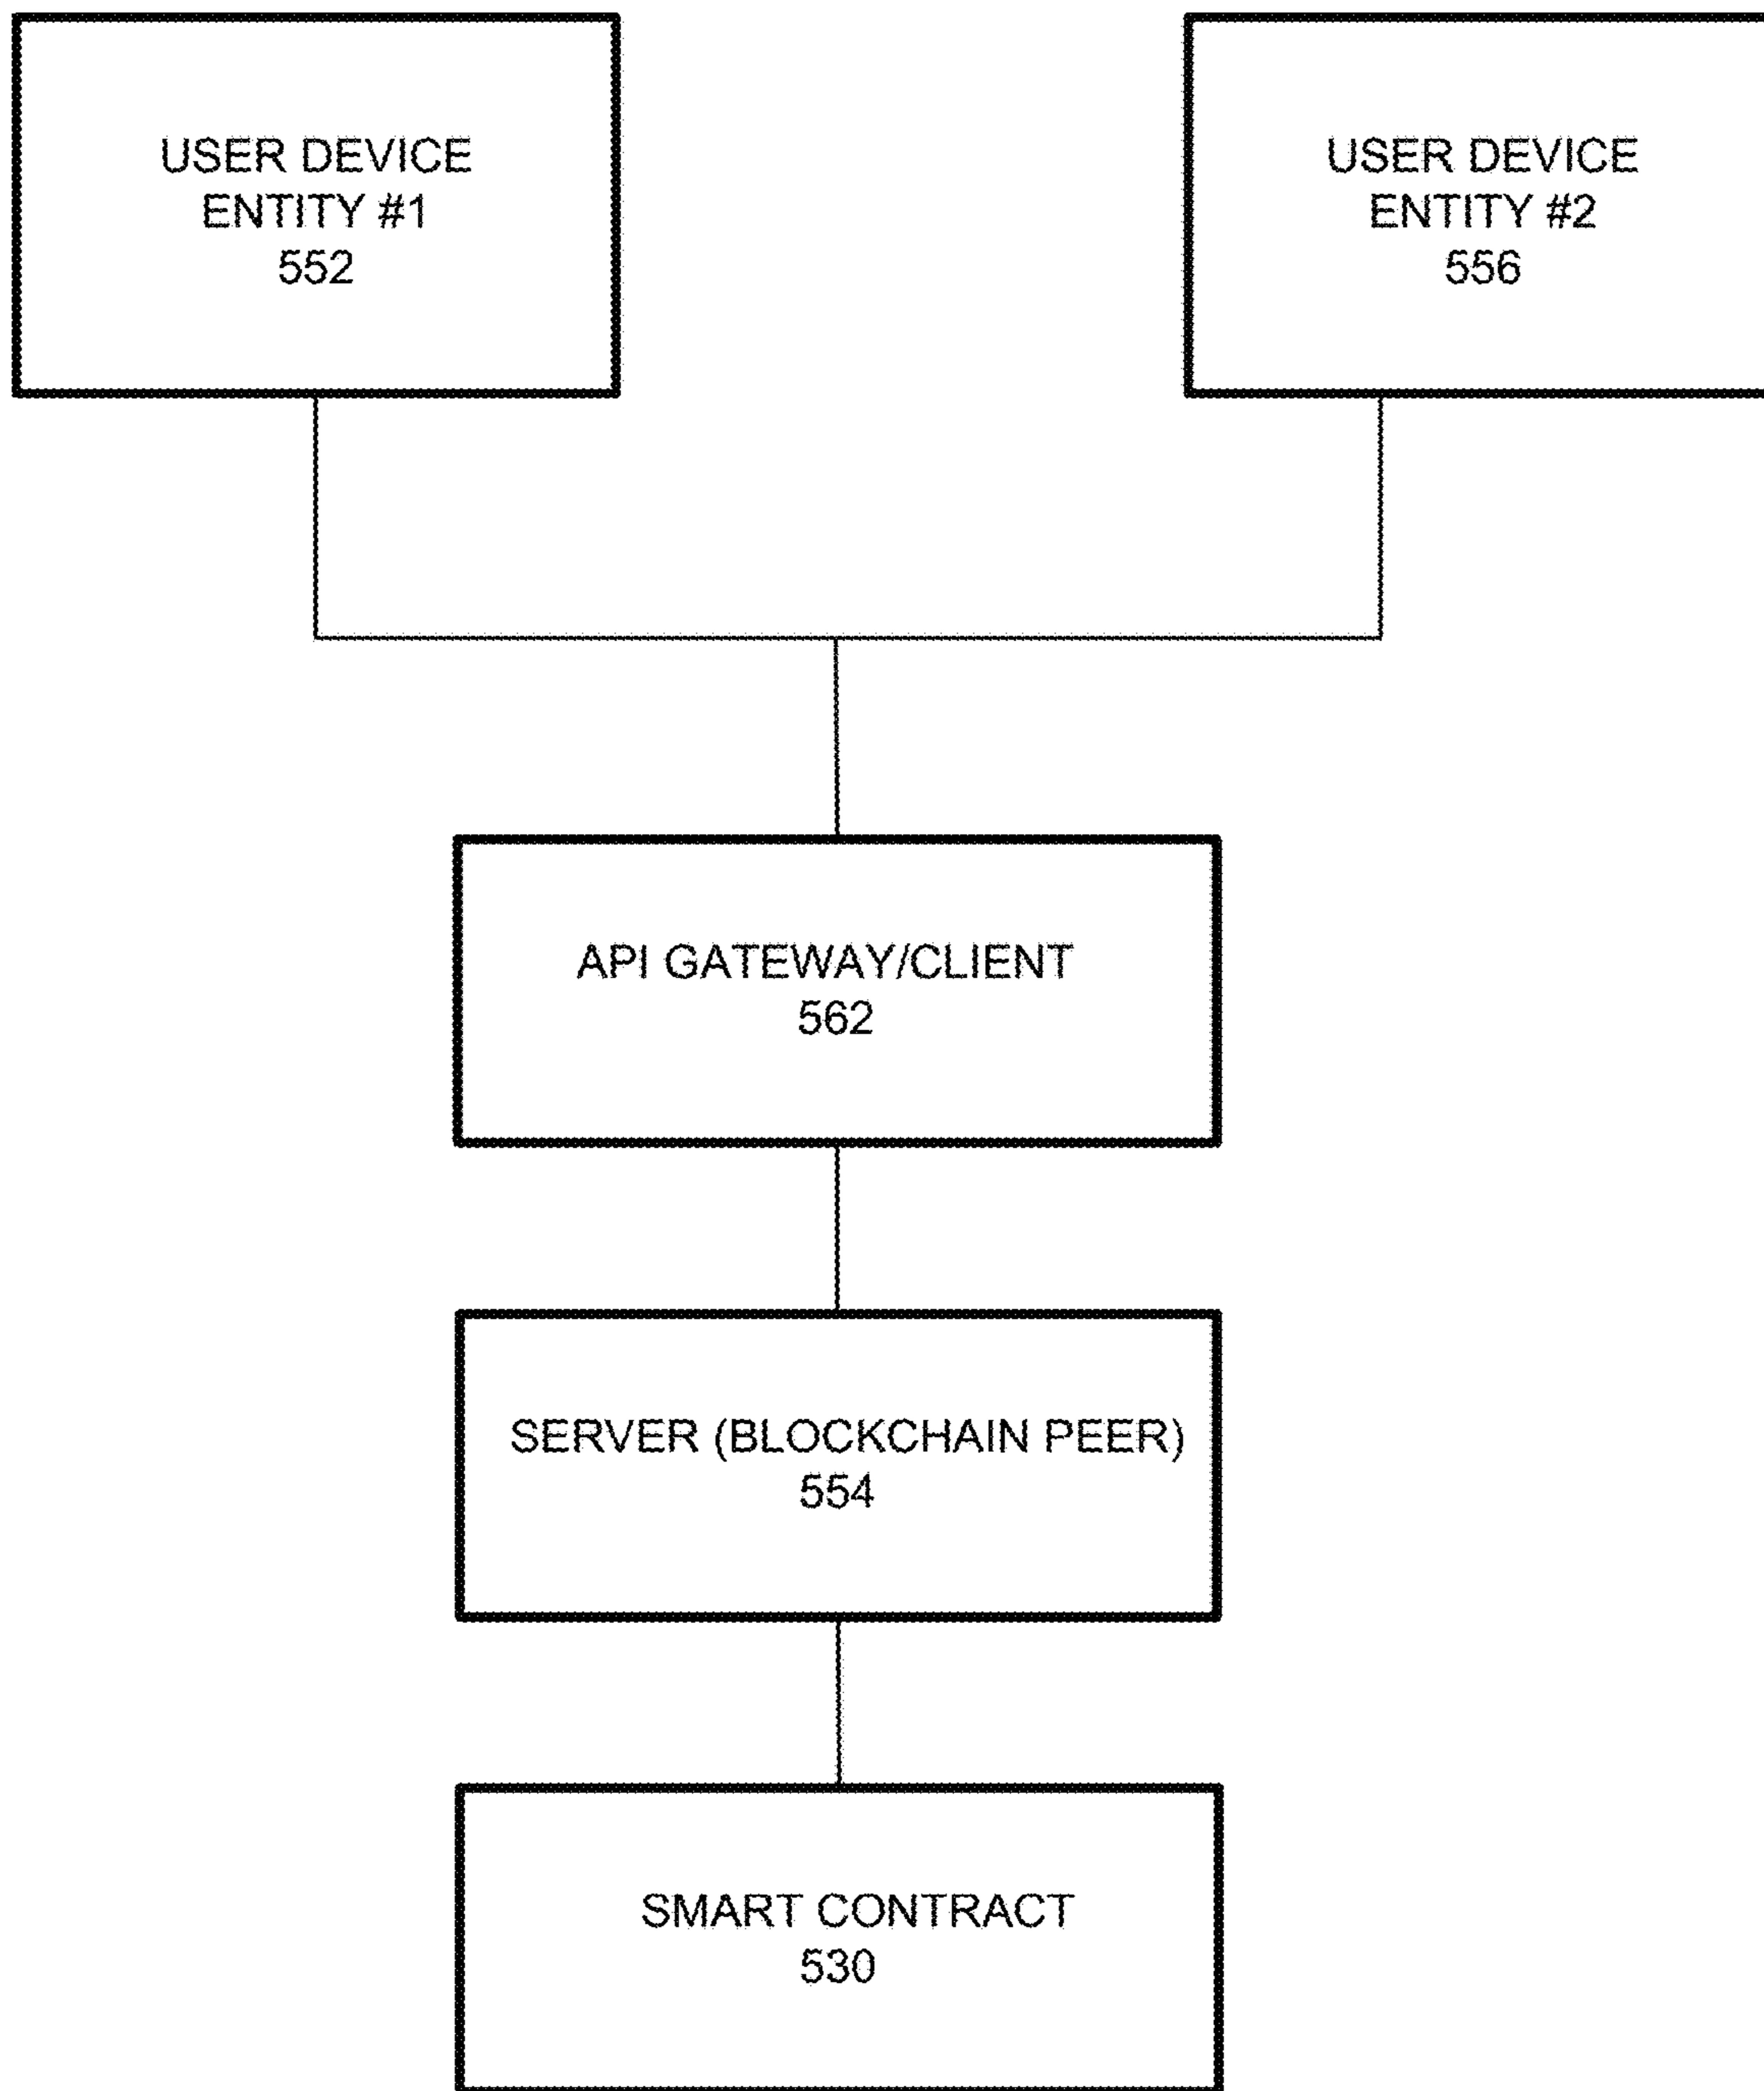 USER DEVICE
ENTITY #1
552
USER DEVICE
ENTITY #2
556
API GATEWAY/CLIENT
562
SERVER (BLOCKCHAIN PEER)
554
SMART CONTRACT
530